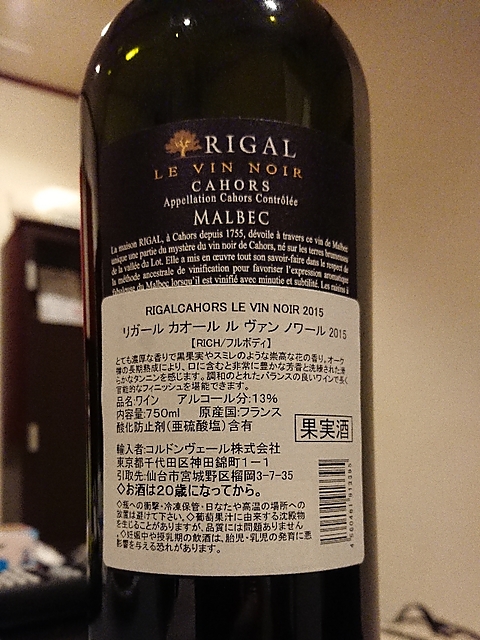 RIGAL
LE VIN NOIR
CAHORS
Appellation Cahors Contrôlée
MALBEC
La maison RIGAL, à Cahors depuis 1755, dévoile à travers ce vin de Malbec
unique une partie du mystère du vin noir de Cahors, né sur les terres brumeuses
de la vallée du Lot. Elle a mis en œuvre tout son savoir-faire dans le respect de
la méthode ancestrale de vinification pour favoriser l'expression aromatique
fabuleuse du Malbec lorsqu'il est vinifié avec minutie et subtilité. Les raisins
RIGALCAHORS LE VIN NOIR 2015
リガール カオール ル ヴァン ノワール 2015
【RICH/フルボディ】
とても濃厚な香りで黒果実やスミレのような崇高な花の香り。オーク
樽の長期熟成により、口に含むと非常に豊かな芳香と洗練された滑
らかなタンニンを感じます。調和のとれたバランスの良いワインで長く
官能的なフィニッシュを堪能できます。
品名:ワイン アルコール分:13%
内容量:750ml 原産国:フランス
酸化防止剤(亜硫酸塩)含有
果実酒
輸入者:コルドンヴェール株式会社
東京都千代田区神田錦町1-1
引取先:仙台市宮城野区榴岡3-7-35
◇お酒は20歳になってから。
◇瓶への衝撃・冷凍保管・日なたや高温の場所への
放置は避けて下さい。◇葡萄果汁に由来する沈殿物
を生じることがありますが、品質には問題ありません
。◇妊娠中や授乳期の飲酒は、胎児・乳児の発育に悪
影響を与える恐れがあります。